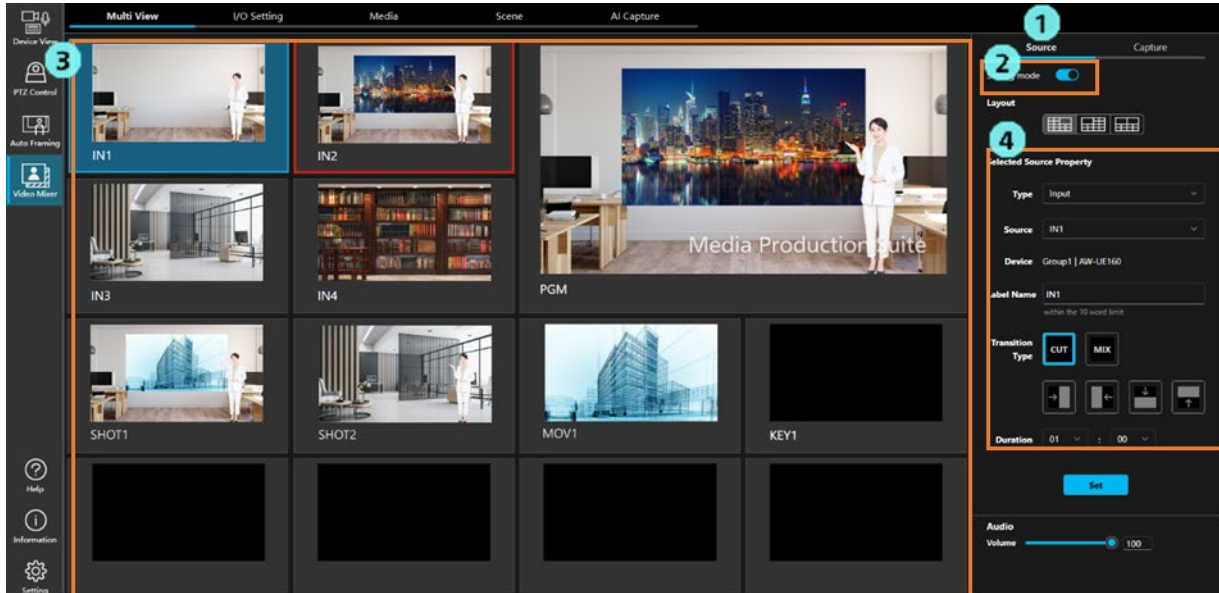 Device View
PTZ Control
Auto Framing
Video Mixer
Help
Information
Setting
Multi View
I/O Setting
Media
Scene
AI Capture
3
IN1
IN2
Media Production Suite
PGM
IN3
IN4
SHOT1
SHOT2
MOV1
KEY1
1
Source
Capture
2
mode
Layout
4
Selected Source Property
Type
Input
Source
IN1
Device
Group1 | AW-UE160
Label Name
IN1
within the 10 word limit
Transition
Type
CUT
MIX
Duration
01
:
00
Set
Audio
Volume
100